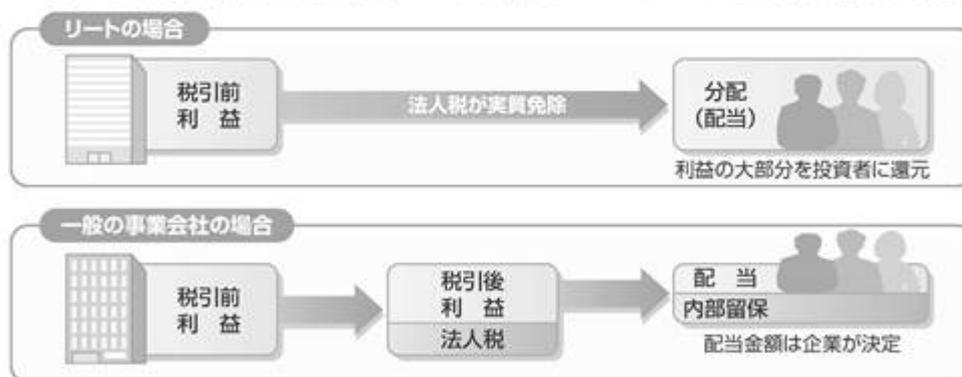 リートの場合
税引前
利 益
法人税が実質免除
分配
(配当)
利益の大部分を投資者に還元
一般の事業会社の場合
税引前
利 益
税引後
利 益
法人税
配 当
内部留保
配当金額は企業が決定